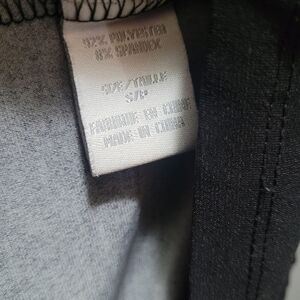 92% POLYESTER
8% SPANDEX
SIZE/TAILLE
S/P
FABRIQUE EN CHINE
MADE IN CHINA